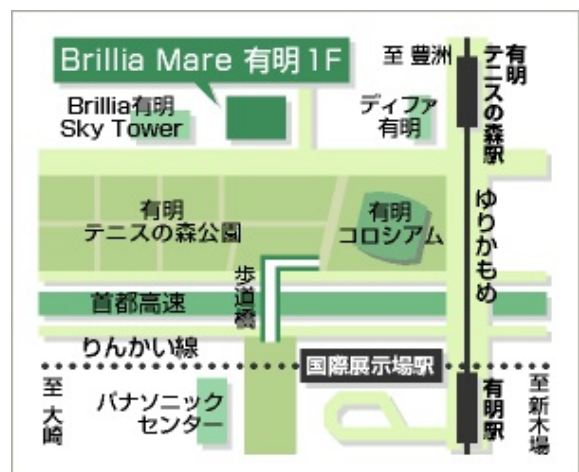 Brillia Mare 有明1F
至 豊洲
有明
テニスの森駅
Brillia有明
Sky Tower
ディファ
有明
有明
テニスの森公園
有明
コロシアム
ゆりかもめ
歩道橋
首都高速
りんかい線
国際展示場駅
至 大崎
パナソニック
センター
有明駅
至 新木場